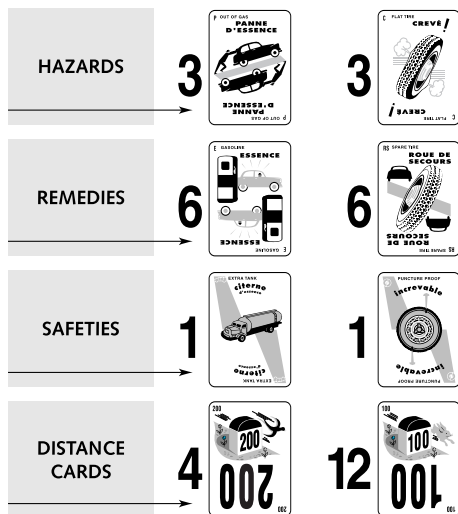 HAZARDS
3
P OUT OF GAS
PANNE
D'ESSENCE
PANNE
D'ESSENCE
P OUT OF GAS
3
C FLAT TIRE
CREVÉ!
CREVÉ!
C FLAT TIRE
REMEDIES
6
E GASOLINE
ESSENCE
ESSENCE
E GASOLINE
6
RS SPARE TIRE
ROUE DE
SECOURS
ROUE DE
SECOURS
RS SPARE TIRE
SAFETIES
1
EXTRA TANK
citerne
d'essence
citerne
d'essence
EXTRA TANK
1
PUNCTURE PROOF
increvable
increvable
PUNCTURE PROOF
DISTANCE
CARDS
4
200
200
200
200
12
100
100
100
100